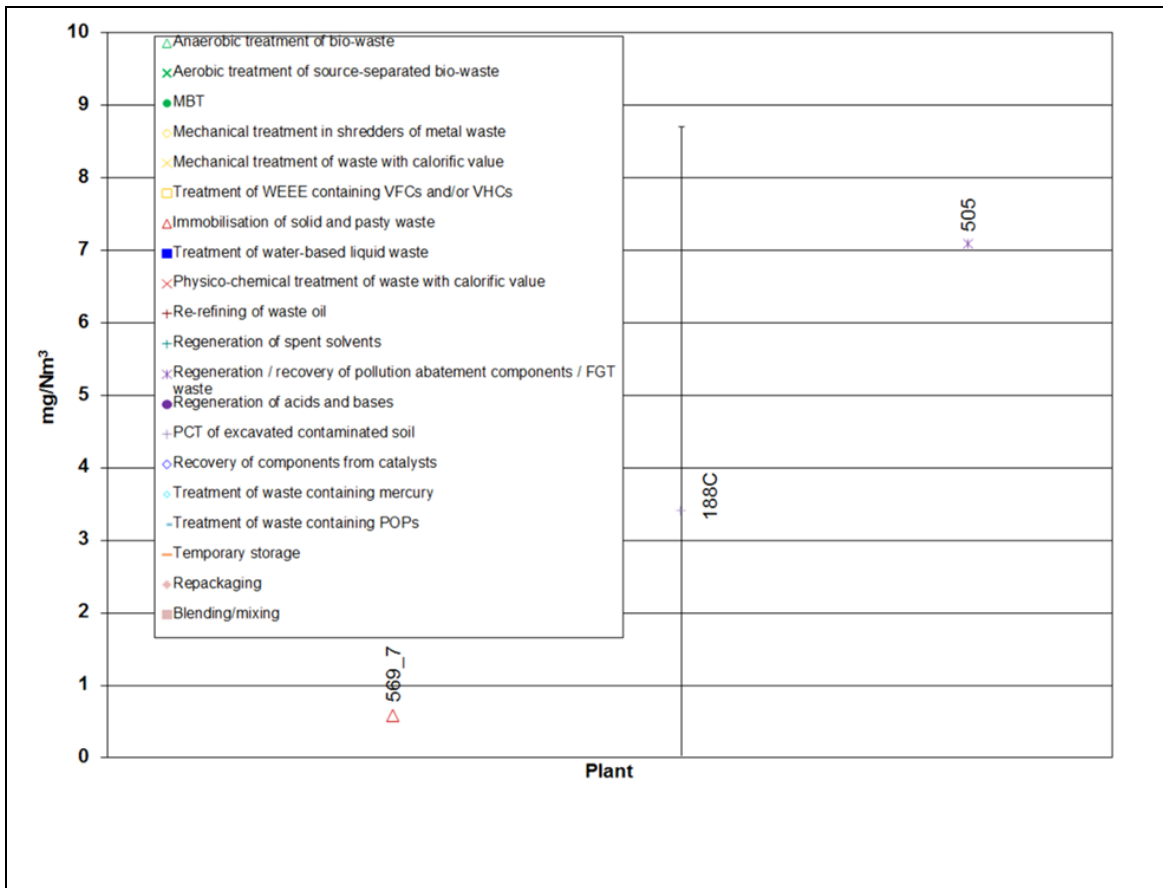 10
9
8
7
6
5
4
3
2
1
0
mg/Nm³
Anaerobic treatment of bio-waste
Aerobic treatment of source-separated bio-waste
MBT
Mechanical treatment in shredders of metal waste
Mechanical treatment of waste with calorific value
Treatment of WEEE containing VFCs and/or VHCs
Immobilisation of solid and pasty waste
Treatment of water-based liquid waste
Physico-chemical treatment of waste with calorific value
Re-refining of waste oil
Regeneration of spent solvents
Regeneration / recovery of pollution abatement components / FGT
waste
Regeneration of acids and bases
PCT of excavated contaminated soil
Recovery of components from catalysts
Treatment of waste containing mercury
Treatment of waste containing POPs
Temporary storage
Repackaging
Blending/mixing
569_7
188C
505
Plant